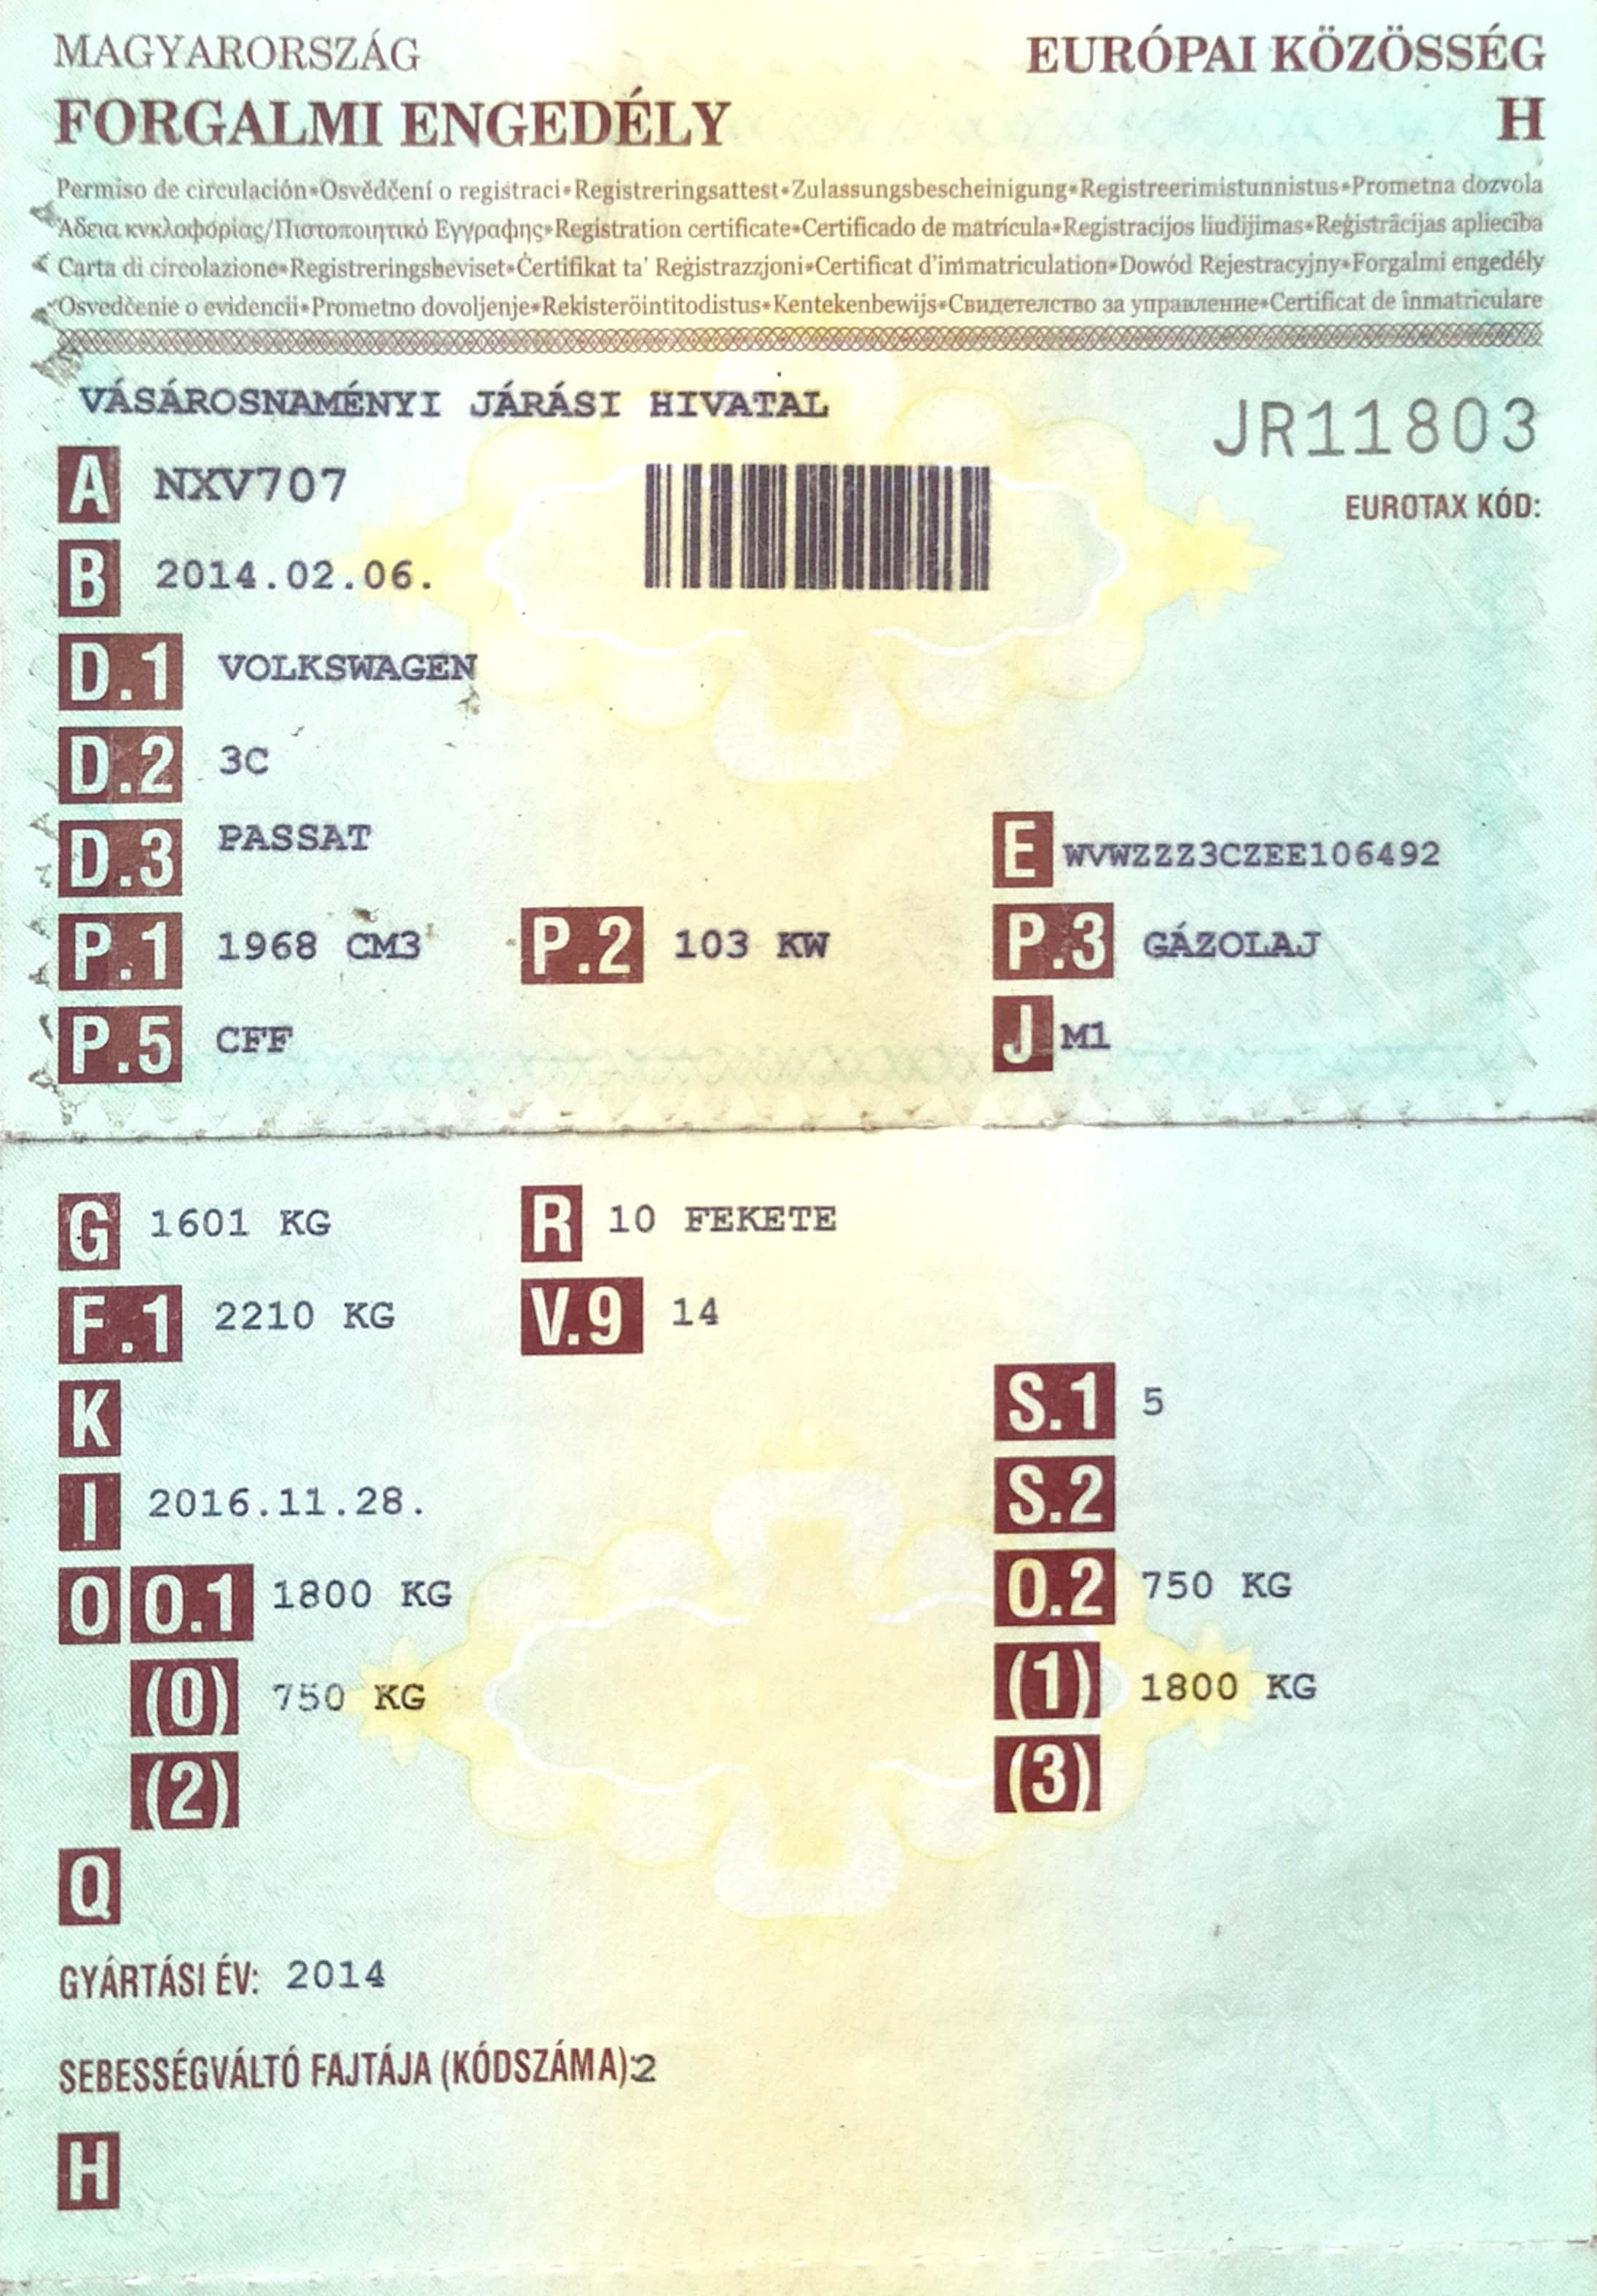 MAGYARORSZÁG EURÓPAI KÖZÖSSÉG
FORGALMI ENGEDÉLY H
Permiso de circulación•Osvědčení o registraci•Registreringsattest•Zulassungsbescheinigung•Registreerimistunnistus•Prometna dozvola
Άδεια κυκλοφορίας/Πιστοποιητικό Εγγραφης•Registration certificate•Certificado de matrícula•Registracijos liudijimas•Reģistrācijas apliecība
Carta di circolazione•Registreringsbeviset•Ċertifikat ta' Reġistrazzjoni•Certificat d'immatriculation•Dowód Rejestracyjny•Forgalmi engedély
Osvedčenie o evidencii•Prometno dovoljenje•Rekisteröintitodistus•Kentekenbewijs•Свидетелство за управление•Certificat de înmatriculare
VÁSÁROSNAMÉNYI JÁRÁSI HIVATAL JR11803
A NXV707 EUROTAX KÓD:
B 2014.02.06.
D.1 VOLKSWAGEN
D.2 3C
D.3 PASSAT E WVWZZZ3CZEE106492
P.1 1968 CM3 P.2 103 KW P.3 GÁZOLAJ
P.5 CFF J M1
G 1601 KG R 10 FEKETE
F.1 2210 KG V.9 14
K S.1 5
I 2016.11.28. S.2
O O.1 1800 KG O.2 750 KG
(0) 750 KG (1) 1800 KG
(2) (3)
Q
GYÁRTÁSI ÉV: 2014
SEBESSÉGVÁLTÓ FAJTÁJA (KÓDSZÁMA):2
H